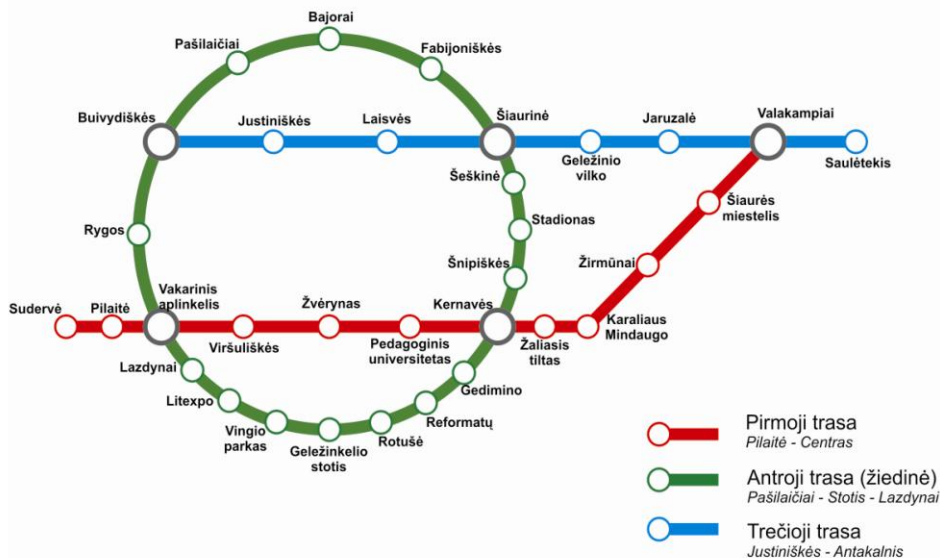 Bajorai
Pašilaičiai
Fabijoniškės
Buivydiškės
Justiniškės
Laisvės
Šiaurinė
Jaruzalė
Valakampiai
Geležinio
vilko
Saulėtekis
Šeškinė
Šiaurės
miestelis
Stadionas
Rygos
Šnipiškės
Žirmūnai
Sudervė
Pilaitė
Vakarinis
aplinkelis
Žvėrynas
Kernavės
Viršuliškės
Pedagoginis
universitetas
Žaliasis
tiltas
Karaliaus
Mindaugo
Lazdynai
Gedimino
Litexpo
Reformatų
Vingio
parkas
Rotušė
Geležinkelio
stotis
Pirmoji trasa
Pilaitė - Centras
Antroji trasa (žiedinė)
Pašilaičiai - Stotis - Lazdynai
Trečioji trasa
Justiniškės - Antakalnis